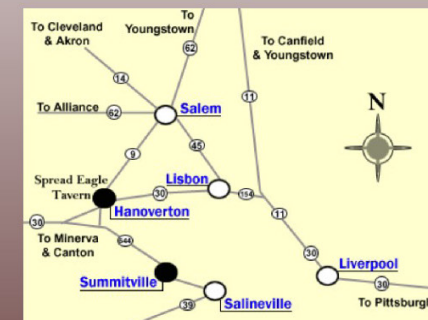 To Cleveland
& Akron
To
Youngstown
62
To Canfield
& Youngstown
14
11
To Alliance
62
Salem
N
9
45
Spread Eagle
Tavern
30
Lisbon
154
Hanoverton
11
30
To Minerva
& Canton
644
30
Liverpool
Summitville
30
39
Salineville
To Pittsburgh